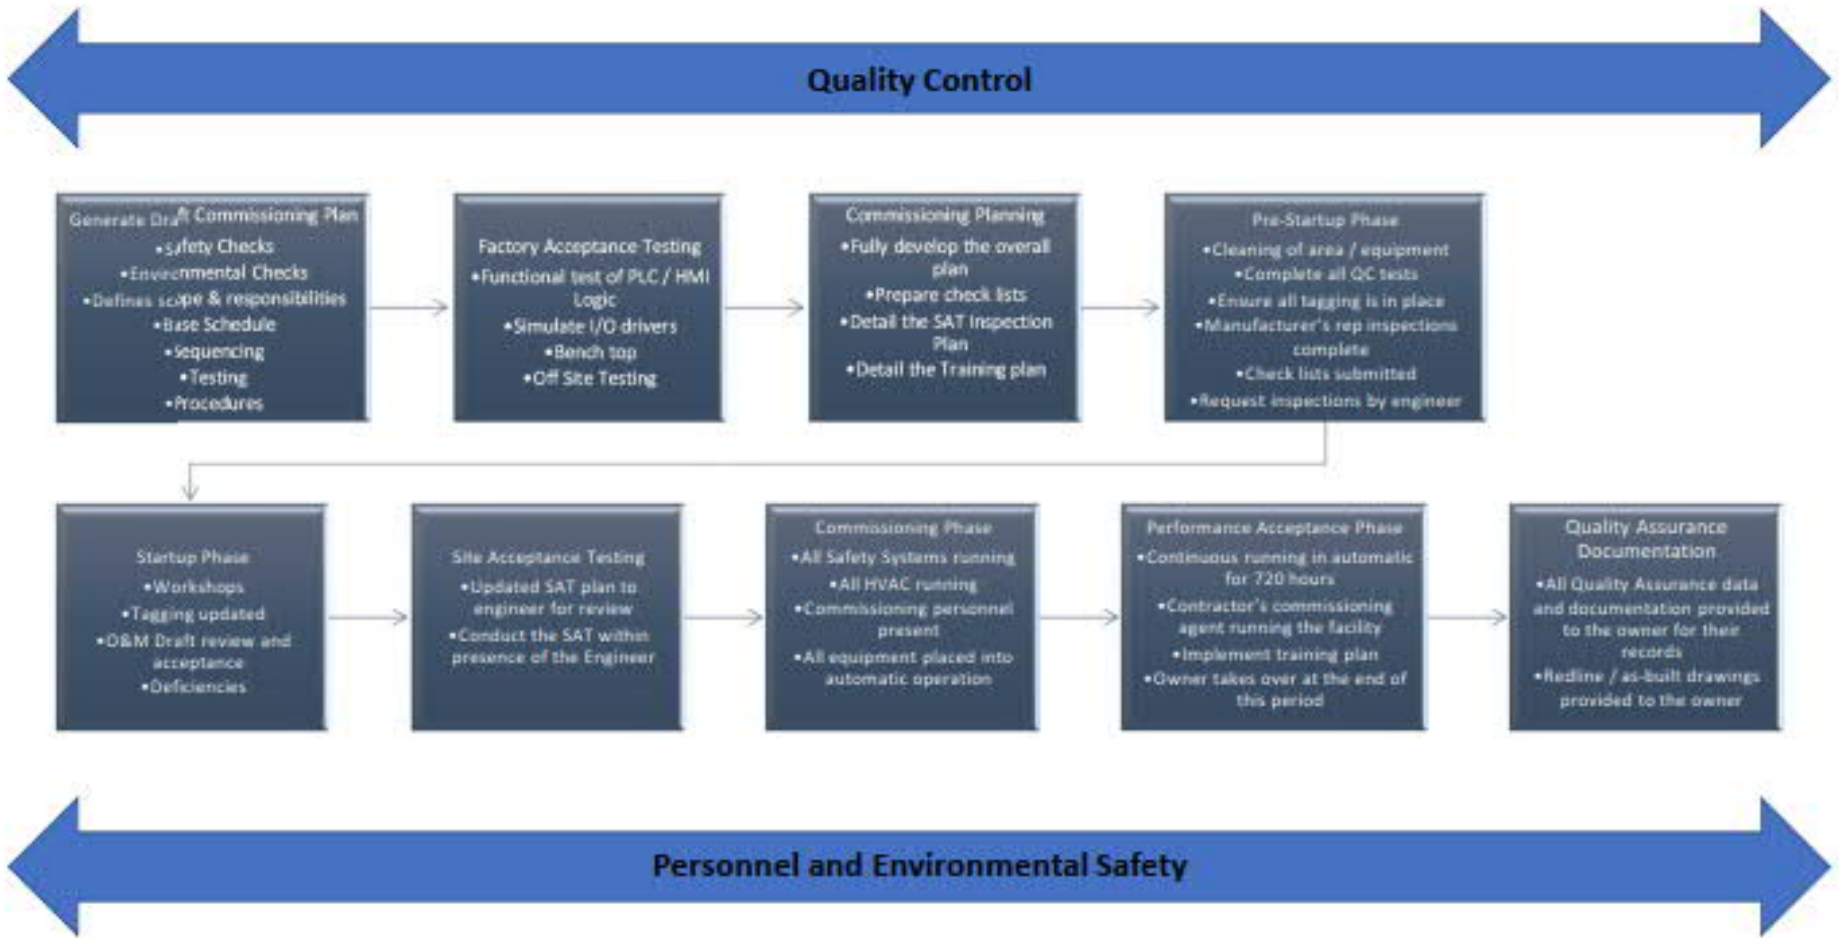 Quality Control
Generate Draft Commissioning Plan
•Safety Checks
•Environmental Checks
•Defines scope & responsibilities
•Base Schedule
•Sequencing
•Testing
•Procedures
Factory Acceptance Testing
•Functional test of PLC / HMI
Logic
•Simulate I/O drivers
•Bench top
•Off Site Testing
Commissioning Planning
•Fully develop the overall
plan
•Prepare check lists
•Detail the SAT Inspection
Plan
•Detail the Training plan
Pre-Startup Phase
•Cleaning of area / equipment
•Complete all QC tests
•Ensure all tagging is in place
•Manufacturer's rep inspections
complete
•Check lists submitted
•Request inspections by engineer
Startup Phase
•Workshops
•Tagging updated
•O&M Draft review and
acceptance
•Deficiencies
Site Acceptance Testing
•Updated SAT plan to
engineer for review
•Conduct the SAT within
presence of the Engineer
Commissioning Phase
•All Safety Systems running
•All HVAC running
•Commissioning personnel
present
•All equipment placed into
automatic operation
Performance Acceptance Phase
•Continuous running in automatic
for 720 hours
•Contractor's commissioning
agent running the facility
•Implement training plan
•Owner takes over at the end of
this period
Quality Assurance
Documentation
•All Quality Assurance data
and documentation provided
to the owner for their
records
•Redline / as-built drawings
provided to the owner
Personnel and Environmental Safety